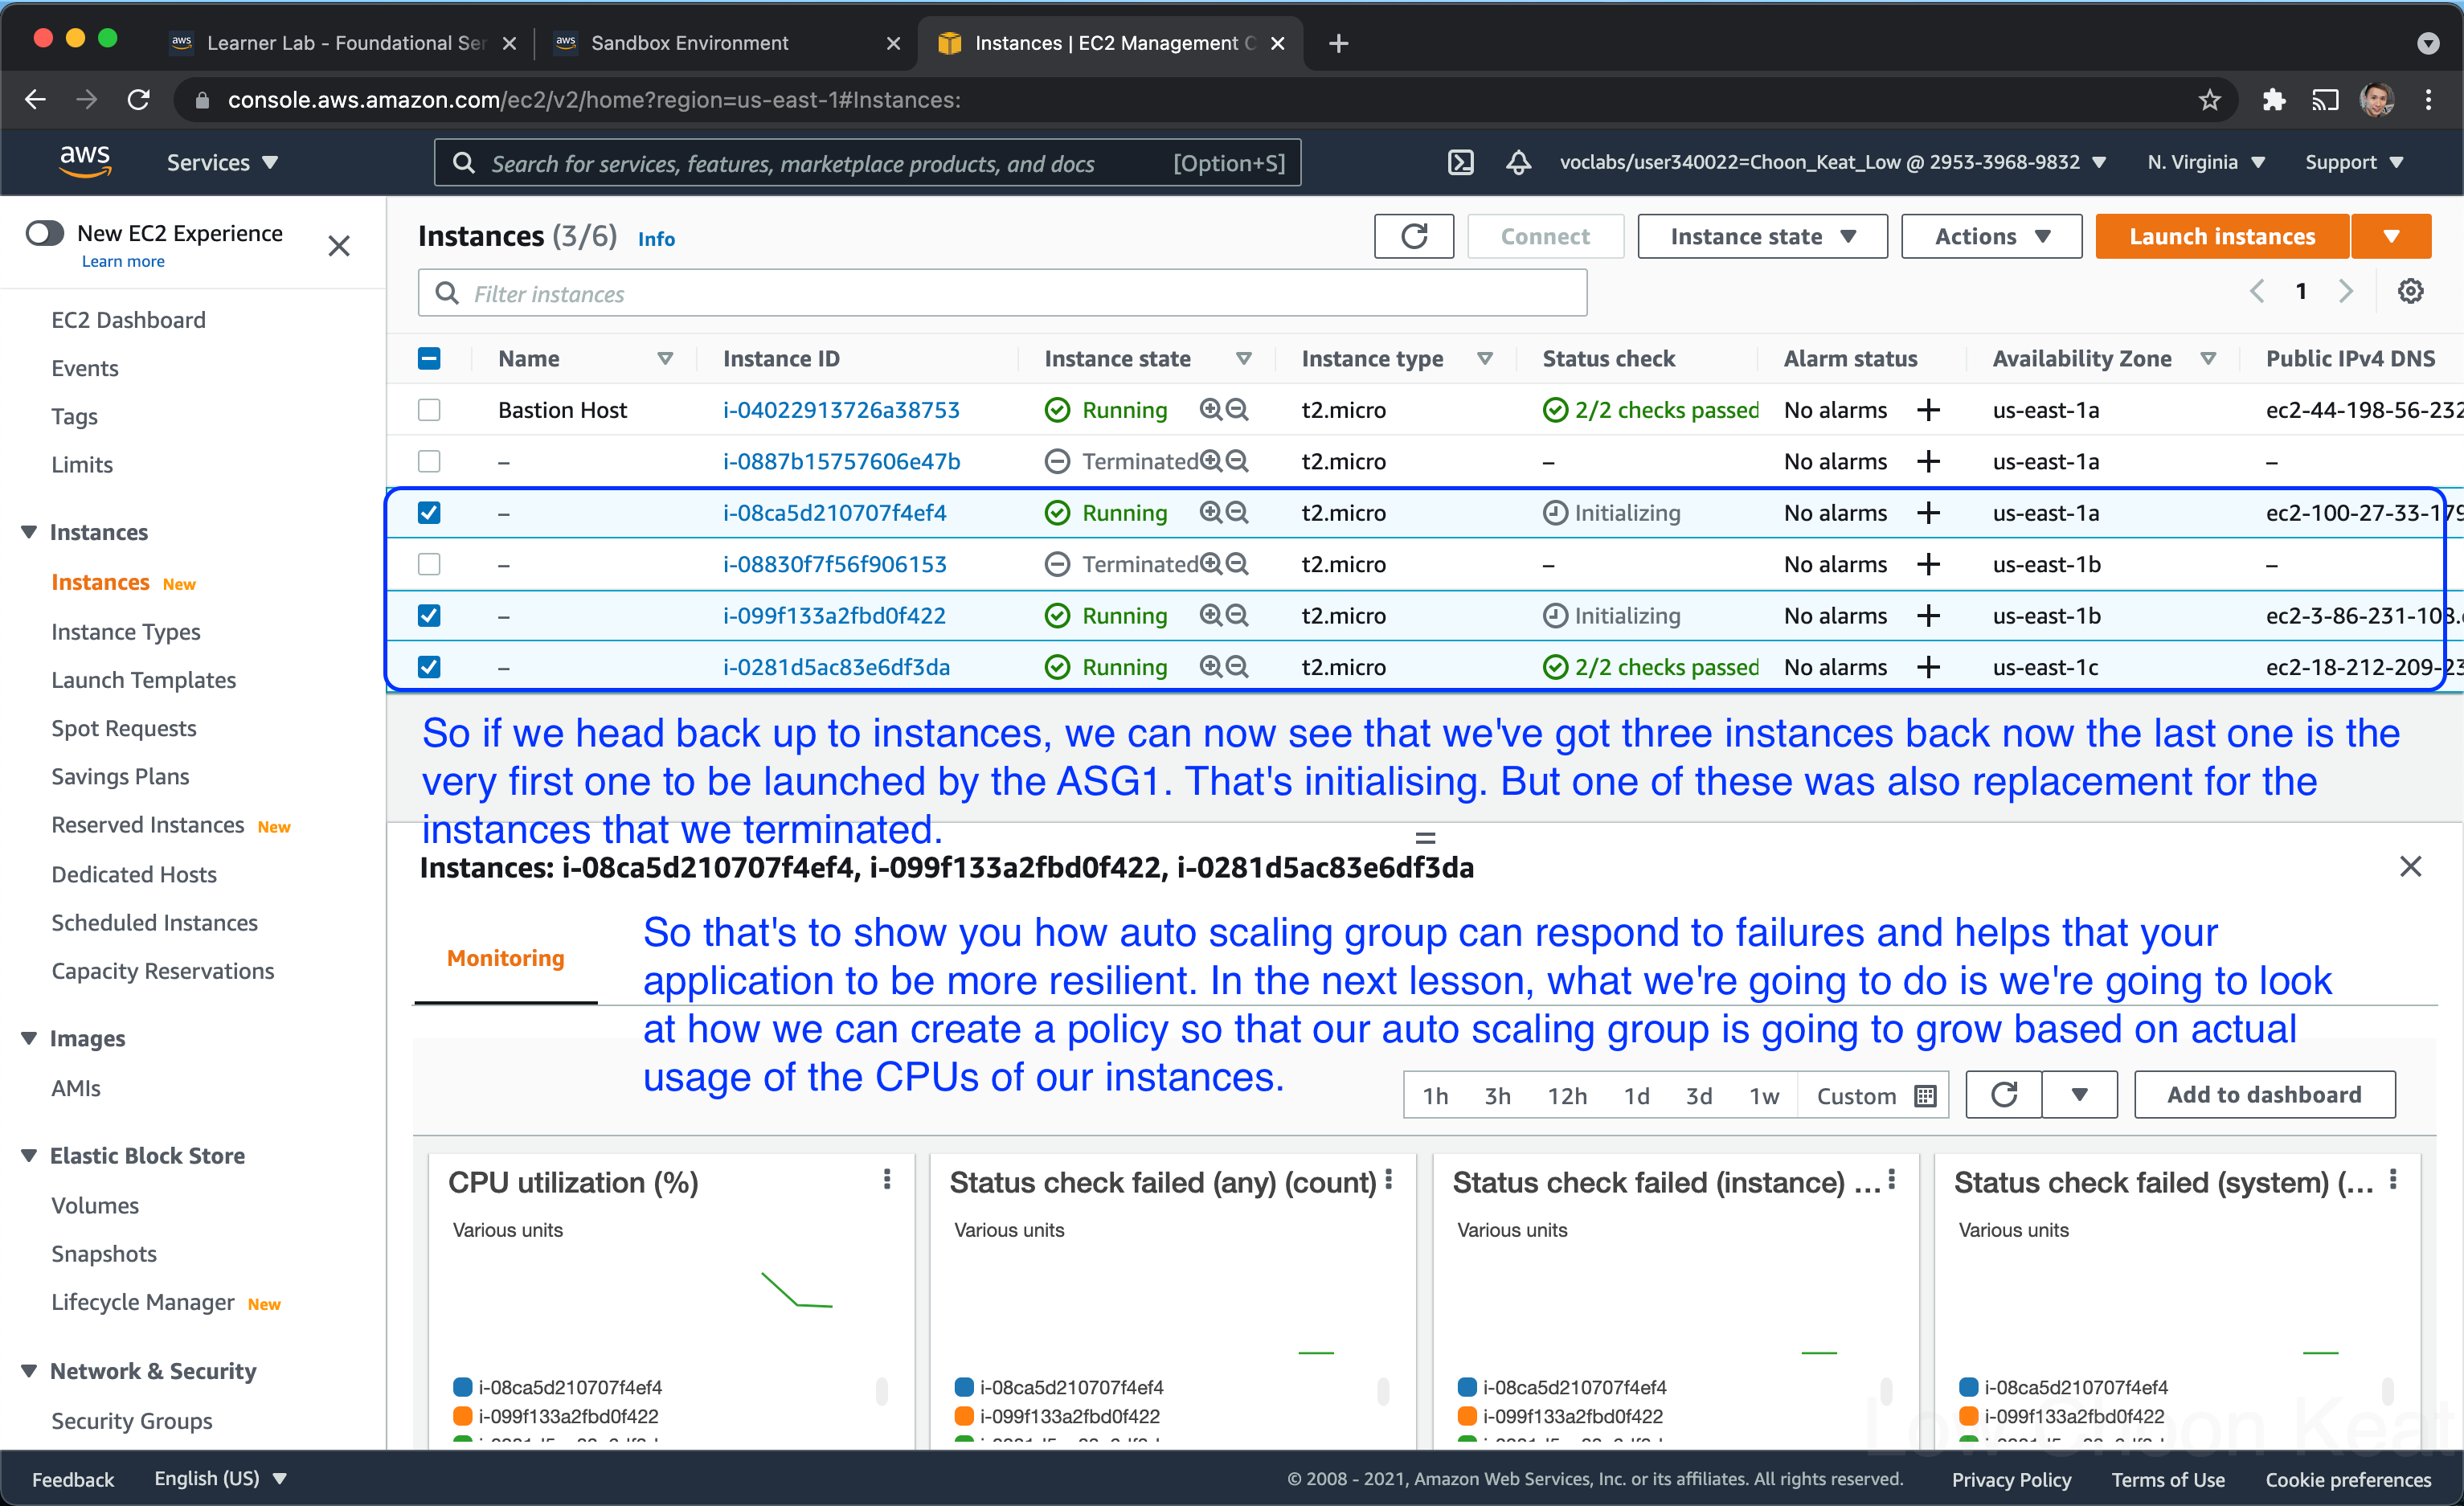 Learner Lab - Foundational Ser
Sandbox Environment
Instances | EC2 Management C
console.aws.amazon.com/ec2/v2/home?region=us-east-1#Instances:
aws
Services
Search for services, features, marketplace products, and docs [Option+S]
voclabs/user340022=Choon_Keat_Low @ 2953-3968-9832
N. Virginia
Support
New EC2 Experience
Learn more
EC2 Dashboard
Events
Tags
Limits
Instances
Instances New
Instance Types
Launch Templates
Spot Requests
Savings Plans
Reserved Instances New
Dedicated Hosts
Scheduled Instances
Capacity Reservations
Images
AMIs
Elastic Block Store
Volumes
Snapshots
Lifecycle Manager New
Network & Security
Security Groups
Instances (3/6) Info
Connect
Instance state
Actions
Launch instances
Filter instances
1
Name Instance ID Instance state Instance type Status check Alarm status Availability Zone Public IPv4 DNS
Bastion Host i-04022913726a38753 Running t2.micro 2/2 checks passed No alarms + us-east-1a ec2-44-198-56-232
– i-0887b15757606e47b Terminated t2.micro – No alarms + us-east-1a –
– i-08ca5d210707f4ef4 Running t2.micro Initializing No alarms + us-east-1a ec2-100-27-33-179
– i-08830f7f56f906153 Terminated t2.micro – No alarms + us-east-1b –
– i-099f133a2fbd0f422 Running t2.micro Initializing No alarms + us-east-1b ec2-3-86-231-108.
– i-0281d5ac83e6df3da Running t2.micro 2/2 checks passed No alarms + us-east-1c ec2-18-212-209-23
So if we head back up to instances, we can now see that we've got three instances back now the last one is the
very first one to be launched by the ASG1. That's initialising. But one of these was also replacement for the
instances that we terminated.
Instances: i-08ca5d210707f4ef4, i-099f133a2fbd0f422, i-0281d5ac83e6df3da
Monitoring
So that's to show you how auto scaling group can respond to failures and helps that your
application to be more resilient. In the next lesson, what we're going to do is we're going to look
at how we can create a policy so that our auto scaling group is going to grow based on actual
usage of the CPUs of our instances.
1h 3h 12h 1d 3d 1w Custom
Add to dashboard
CPU utilization (%)
Various units
i-08ca5d210707f4ef4
i-099f133a2fbd0f422
Status check failed (any) (count)
Various units
i-08ca5d210707f4ef4
i-099f133a2fbd0f422
Status check failed (instance) ...
Various units
i-08ca5d210707f4ef4
i-099f133a2fbd0f422
Status check failed (system) (...
Various units
i-08ca5d210707f4ef4
i-099f133a2fbd0f422
Low Choon Keat
Feedback
English (US)
© 2008 - 2021, Amazon Web Services, Inc. or its affiliates. All rights reserved.
Privacy Policy
Terms of Use
Cookie preferences